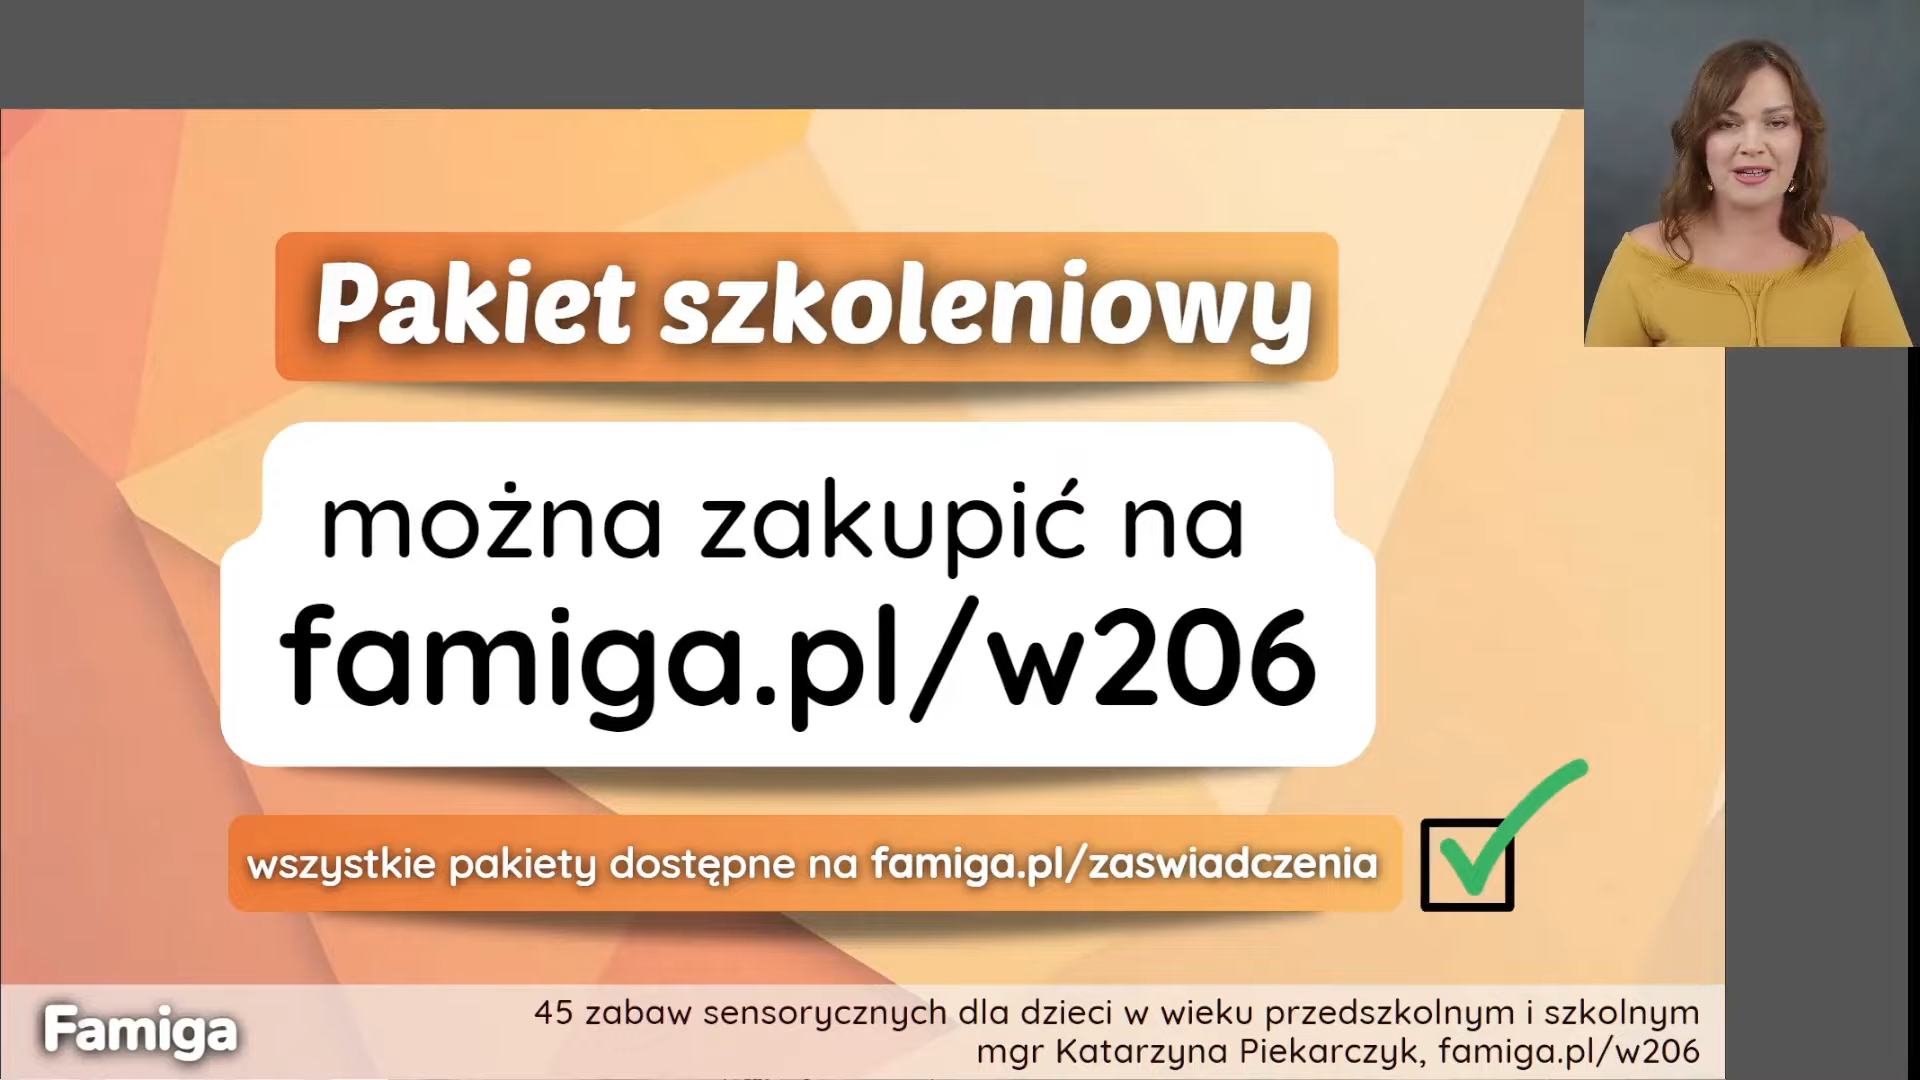 Pakiet szkoleniowy
można zakupić na
famiga.pl/w206
wszystkie pakiety dostępne na famiga.pl/zaswiadczenia
Famiga
45 zabaw sensorycznych dla dzieci w wieku przedszkolnym i szkolnym
mgr Katarzyna Piekarczyk, famiga.pl/w206